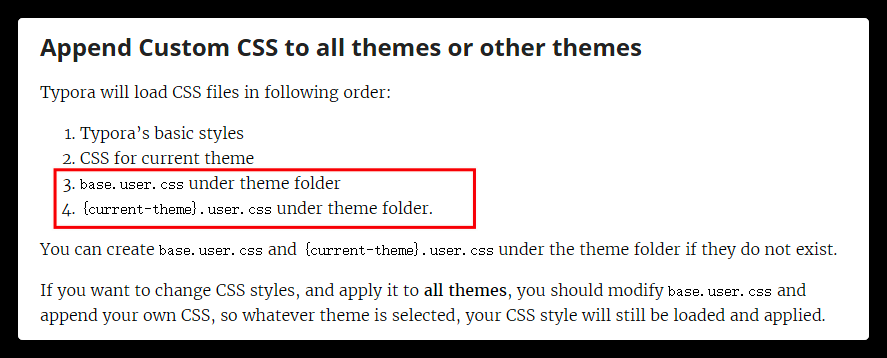 Append Custom CSS to all themes or other themes
Typora will load CSS files in following order:
1. Typora’s basic styles
2. CSS for current theme
3. base.user.css under theme folder
4. {current-theme}.user.css under theme folder.
You can create base.user.css and {current-theme}.user.css under the theme folder if they do not exist.
If you want to change CSS styles, and apply it to all themes, you should modify base.user.css and
append your own CSS, so whatever theme is selected, your CSS style will still be loaded and applied.